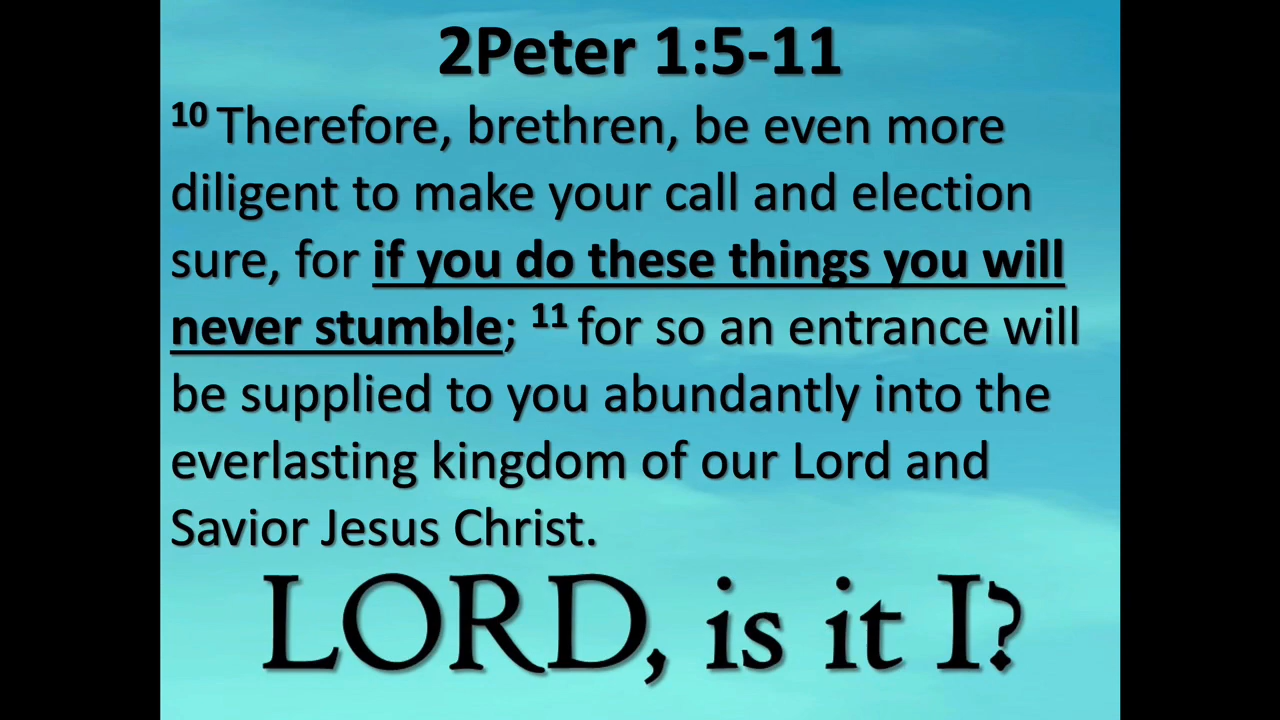 2Peter 1:5-11
10 Therefore, brethren, be even more
diligent to make your call and election
sure, for if you do these things you will
never stumble; 11 for so an entrance will
be supplied to you abundantly into the
everlasting kingdom of our Lord and
Savior Jesus Christ.
LORD, is it I?